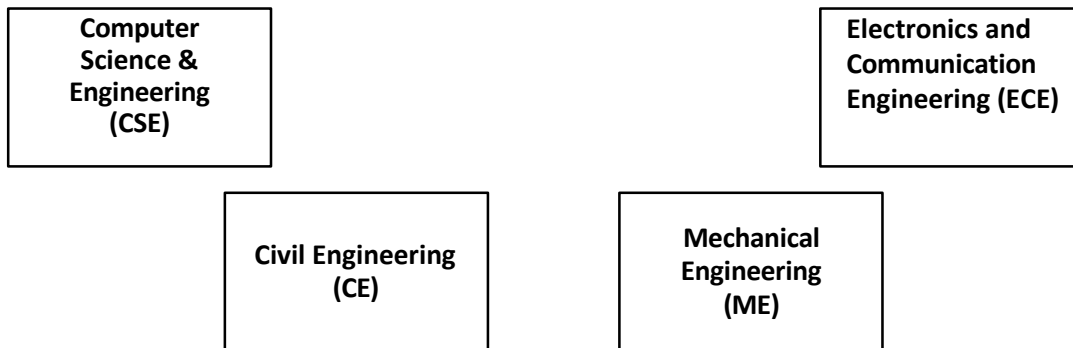 Computer
Science &
Engineering
(CSE)
Electronics and
Communication
Engineering (ECE)
Civil Engineering
(CE)
Mechanical
Engineering
(ME)